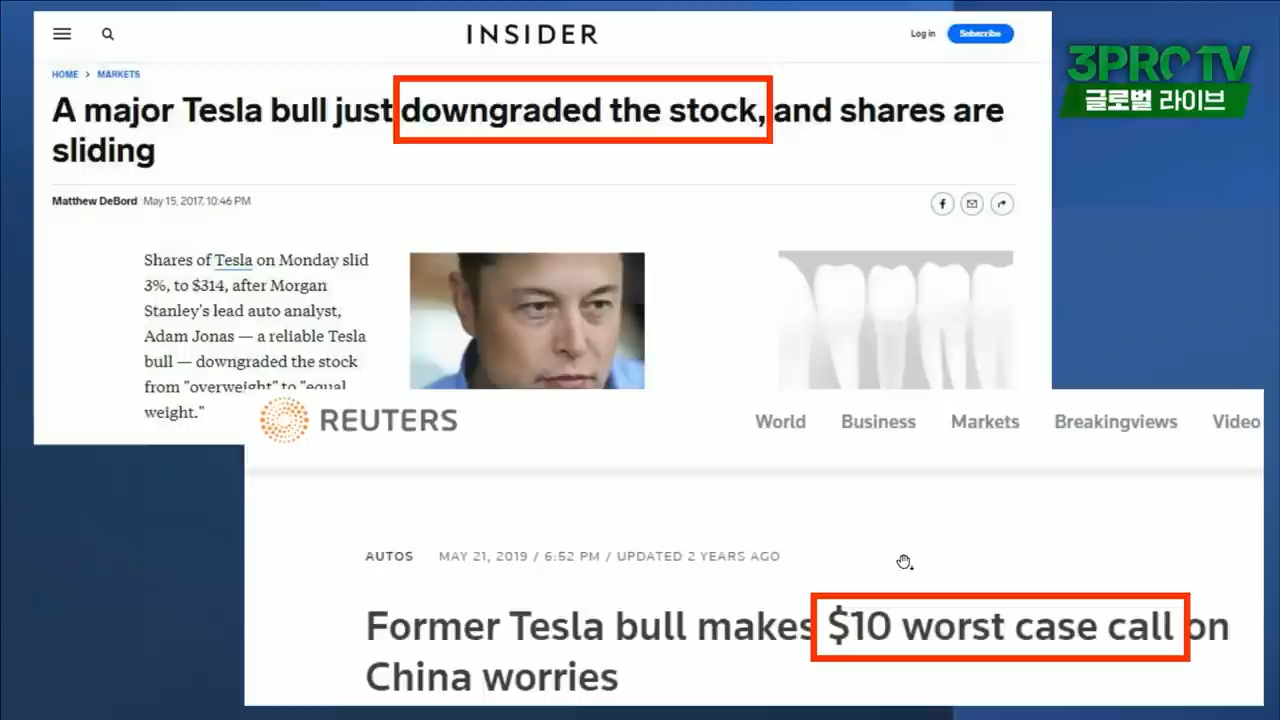 INSIDER
Log in
Subscribe
3PRO TV
글로벌 라이브
HOME > MARKETS
A major Tesla bull just downgraded the stock, and shares are
sliding
Matthew DeBord May 15, 2017, 10:46 PM
Shares of Tesla on Monday slid
3%, to $314, after Morgan
Stanley's lead auto analyst,
Adam Jonas — a reliable Tesla
bull — downgraded the stock
from "overweight" to "equal
weight."
REUTERS
World
Business
Markets
Breakingviews
Video
AUTOS MAY 21, 2019 / 6:52 PM / UPDATED 2 YEARS AGO
Former Tesla bull makes $10 worst case call on
China worries